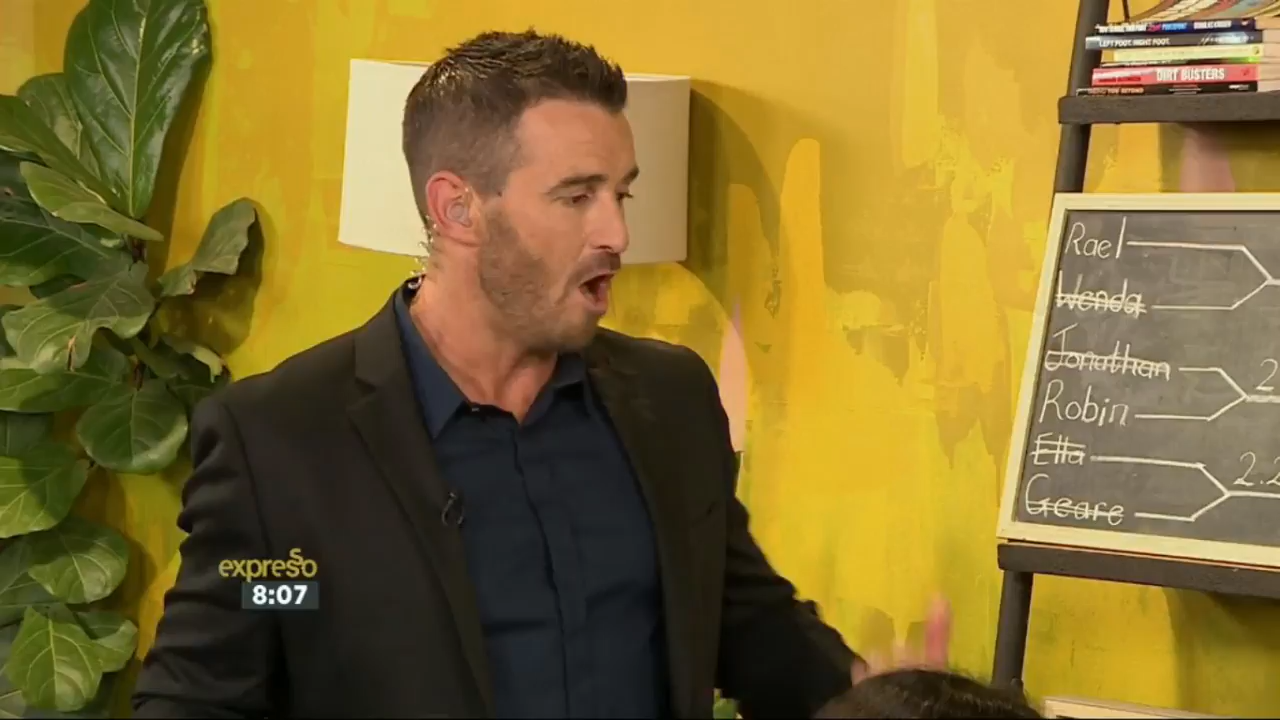 LEFT FOOT. RIGHT FOOT.
DIRT BUSTERS
Rael
Wenda
Jonathan
2
Robin
Ella
2.2
Geare
expresso
8:07